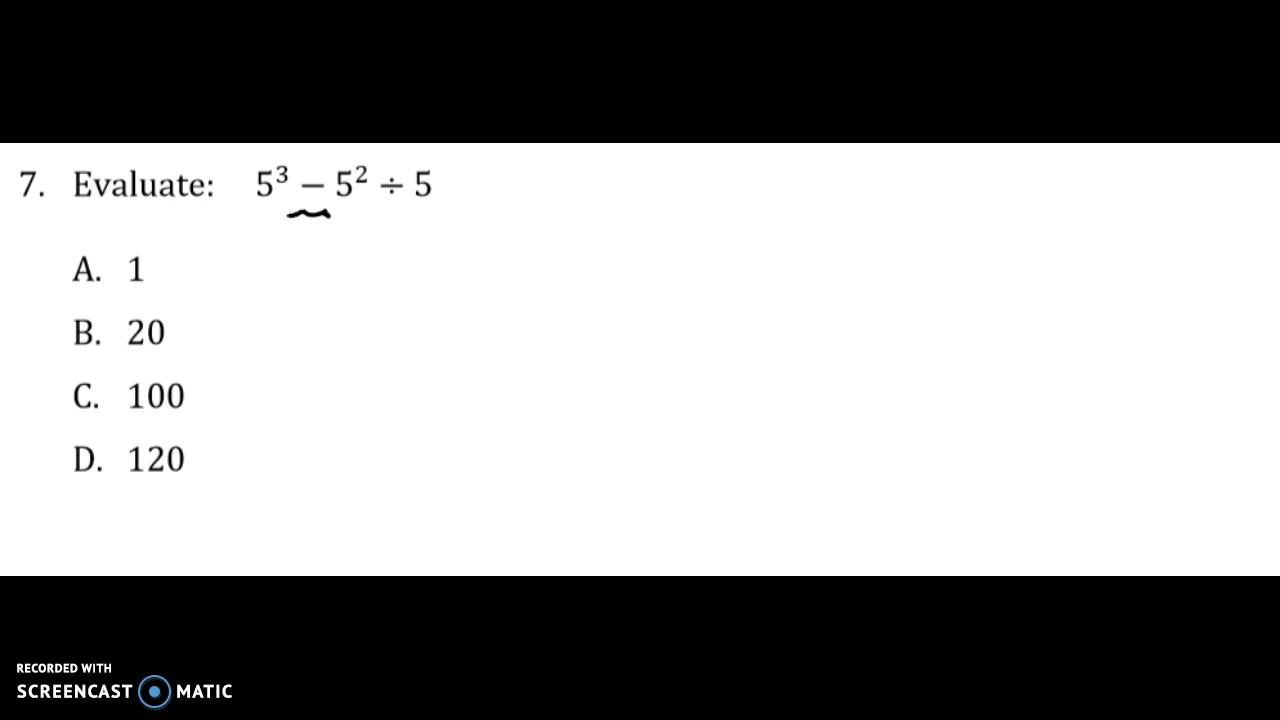 7. Evaluate: 5³ − 5² ÷ 5
A. 1
B. 20
C. 100
D. 120
RECORDED WITH
SCREENCAST MATIC